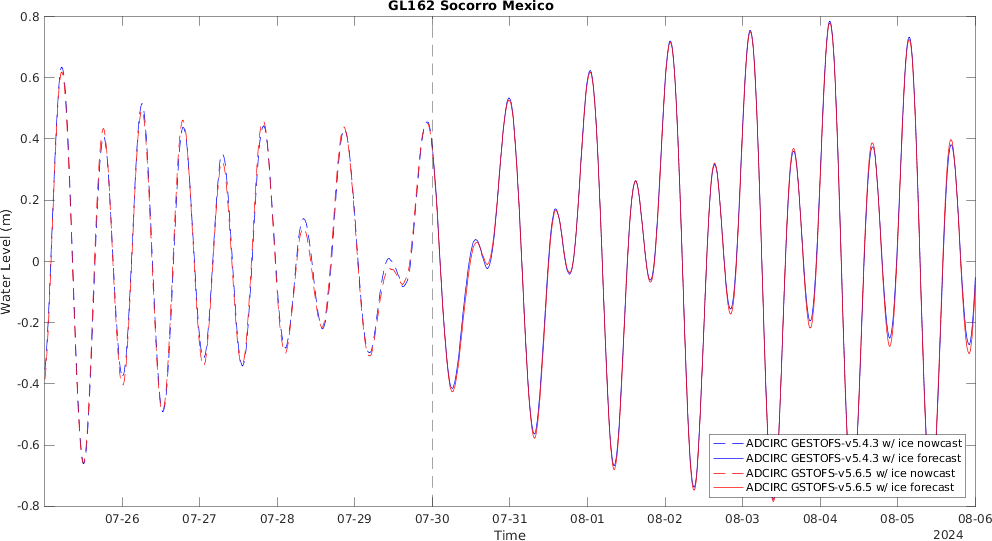 GL162 Socorro Mexico
0.8
0.6
0.4
0.2
0
-0.2
-0.4
-0.6
-0.8
Water Level (m)
07-26 07-27 07-28 07-29 07-30 07-31 08-01 08-02 08-03 08-04 08-05 08-06
Time
2024
ADCIRC GESTOFS-v5.4.3 w/ ice nowcast
ADCIRC GESTOFS-v5.4.3 w/ ice forecast
ADCIRC GSTOFS-v5.6.5 w/ ice nowcast
ADCIRC GSTOFS-v5.6.5 w/ ice forecast